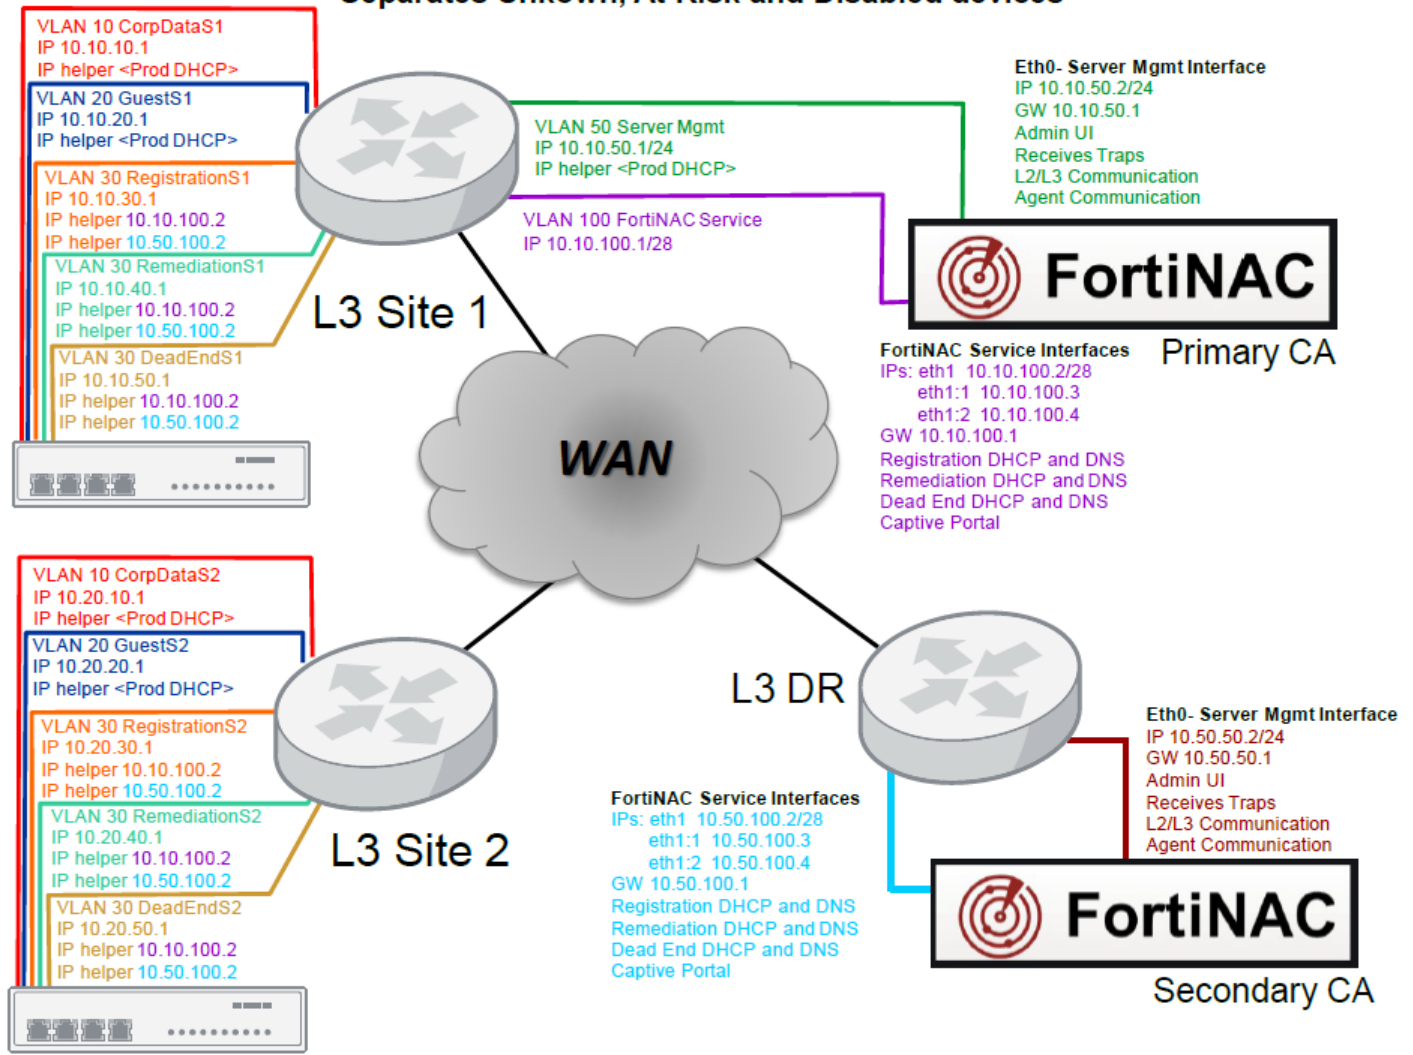 Separates Unkown, At Risk and Disabled devices
VLAN 10 CorpDataS1
IP 10.10.10.1
IP helper <Prod DHCP>
VLAN 20 GuestS1
IP 10.10.20.1
IP helper <Prod DHCP>
VLAN 30 RegistrationS1
IP 10.10.30.1
IP helper 10.10.100.2
IP helper 10.50.100.2
VLAN 30 RemediationS1
IP 10.10.40.1
IP helper 10.10.100.2
IP helper 10.50.100.2
VLAN 30 DeadEndS1
IP 10.10.50.1
IP helper 10.10.100.2
IP helper 10.50.100.2
L3 Site 1
VLAN 50 Server Mgmt
IP 10.10.50.1/24
IP helper <Prod DHCP>
VLAN 100 FortiNAC Service
IP 10.10.100.1/28
Eth0- Server Mgmt Interface
IP 10.10.50.2/24
GW 10.10.50.1
Admin UI
Receives Traps
L2/L3 Communication
Agent Communication
FortiNAC
Primary CA
FortiNAC Service Interfaces
IPs: eth1 10.10.100.2/28
eth1:1 10.10.100.3
eth1:2 10.10.100.4
GW 10.10.100.1
Registration DHCP and DNS
Remediation DHCP and DNS
Dead End DHCP and DNS
Captive Portal
WAN
VLAN 10 CorpDataS2
IP 10.20.10.1
IP helper <Prod DHCP>
VLAN 20 GuestS2
IP 10.20.20.1
IP helper <Prod DHCP>
VLAN 30 RegistrationS2
IP 10.20.30.1
IP helper 10.10.100.2
IP helper 10.50.100.2
VLAN 30 RemediationS2
IP 10.20.40.1
IP helper 10.10.100.2
IP helper 10.50.100.2
VLAN 30 DeadEndS2
IP 10.20.50.1
IP helper 10.10.100.2
IP helper 10.50.100.2
L3 Site 2
L3 DR
FortiNAC Service Interfaces
IPs: eth1 10.50.100.2/28
eth1:1 10.50.100.3
eth1:2 10.50.100.4
GW 10.50.100.1
Registration DHCP and DNS
Remediation DHCP and DNS
Dead End DHCP and DNS
Captive Portal
Eth0- Server Mgmt Interface
IP 10.50.50.2/24
GW 10.50.50.1
Admin UI
Receives Traps
L2/L3 Communication
Agent Communication
FortiNAC
Secondary CA